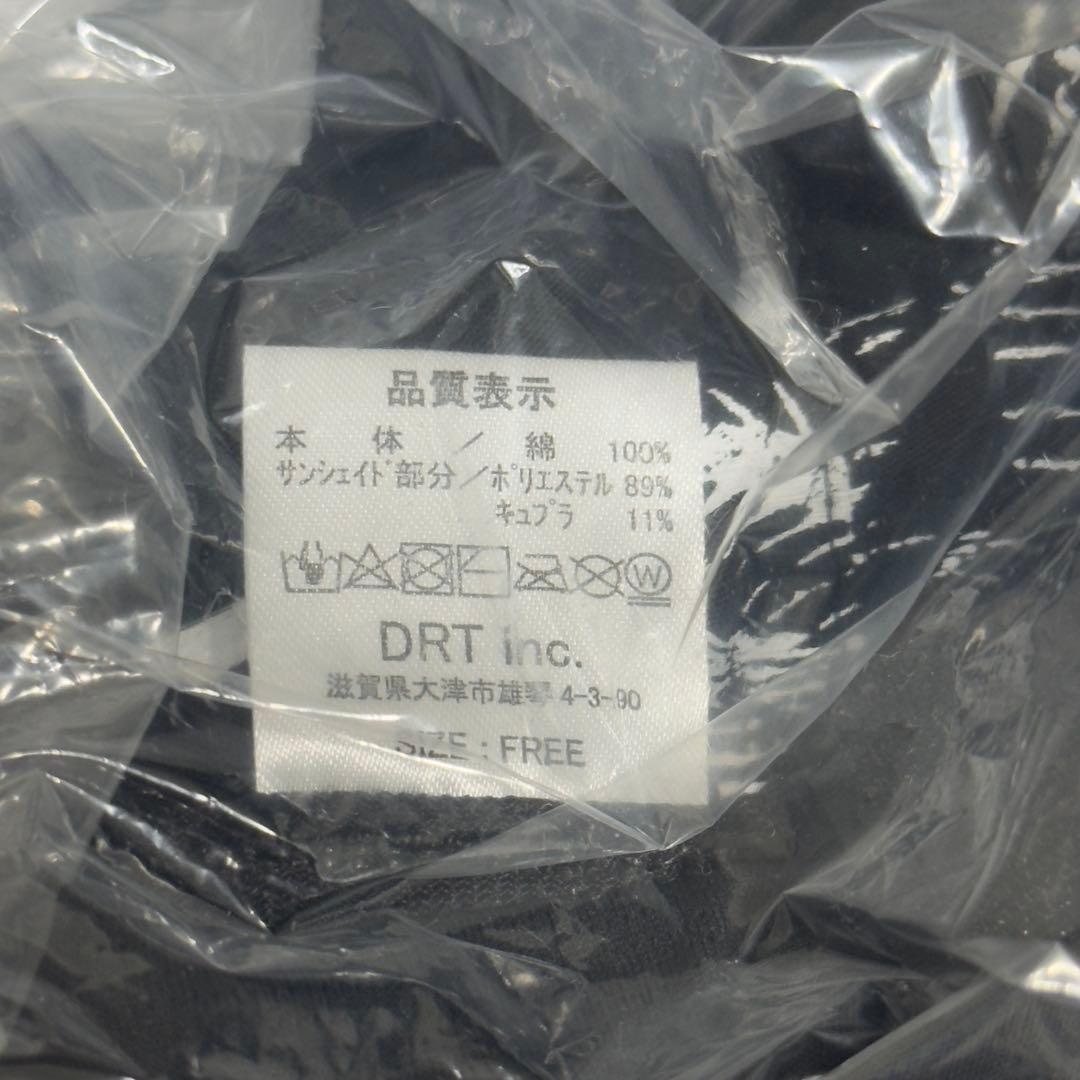 品質表示
本 体 / 綿 100%
サンシェイド部分/ポリエステル 89%
キュプラ 11%
W
DRT Inc.
滋賀県大津市雄琴4-3-90
SIZE : FREE